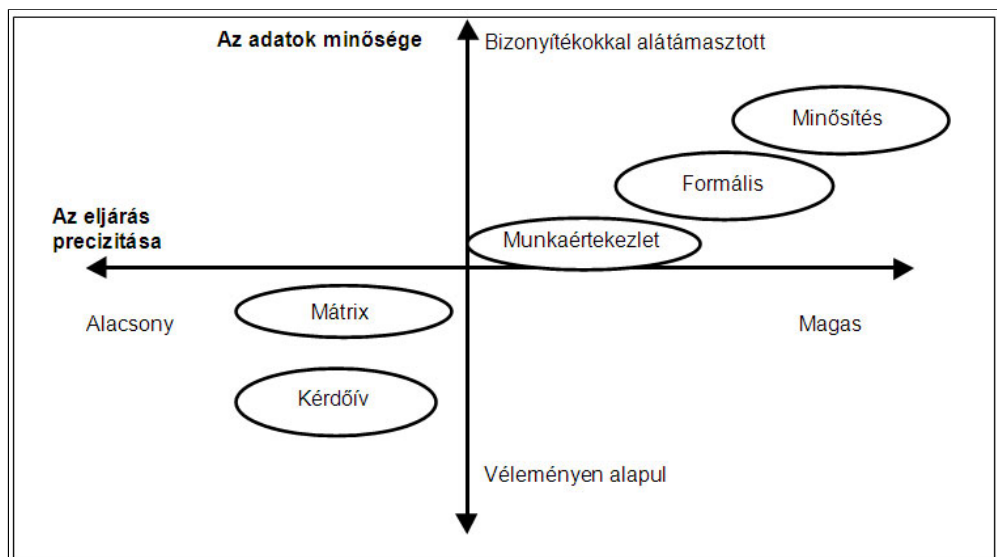 Az adatok minősége
Bizonyítékokkal alátámasztott
Minősítés
Formális
Az eljárás
precizitása
Munkaértekezlet
Mátrix
Alacsony
Magas
Kérdőív
Véleményen alapul